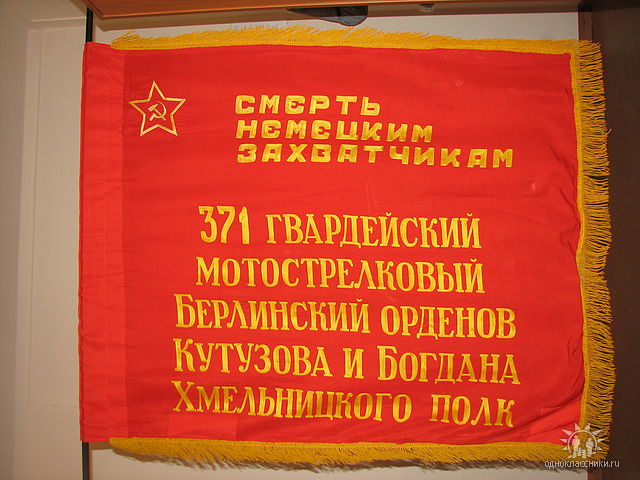 СМЕРТЬ
НЕМЕЦКИМ
ЗАХВАТЧИКАМ
371 ГВАРДЕЙСКИЙ
МОТОСТРЕЛКОВЫЙ
БЕРЛИНСКИЙ ОРДЕНОВ
КУТУЗОВА И БОГДАНА
ХМЕЛЬНИЦКОГО ПОЛК
одноклассники.ru